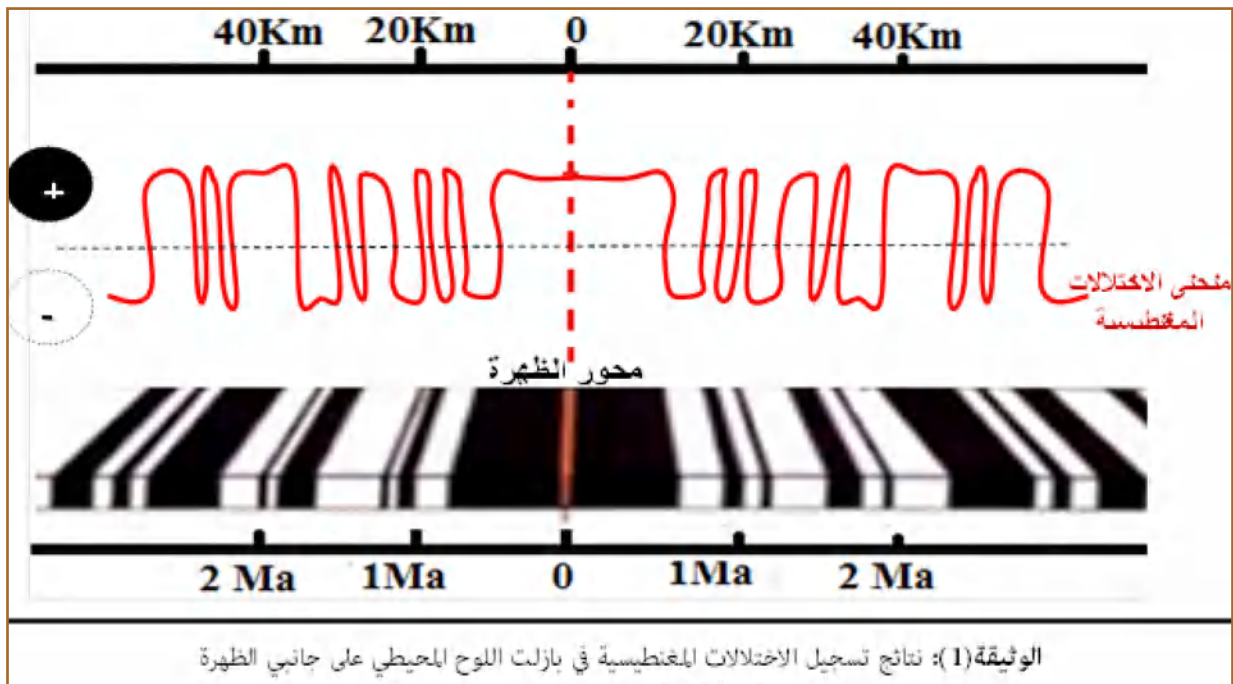 40Km 20Km 0 20Km 40Km
+
-
منحنى الاكتلالات
المغنطيسية
محور الظهرة
2 Ma 1Ma 0 1Ma 2 Ma
الوثيقة(1): نتائج تسجيل الاختلالات المغنطيسية في بازلت اللوح المحيطي على جانبي الظهرة